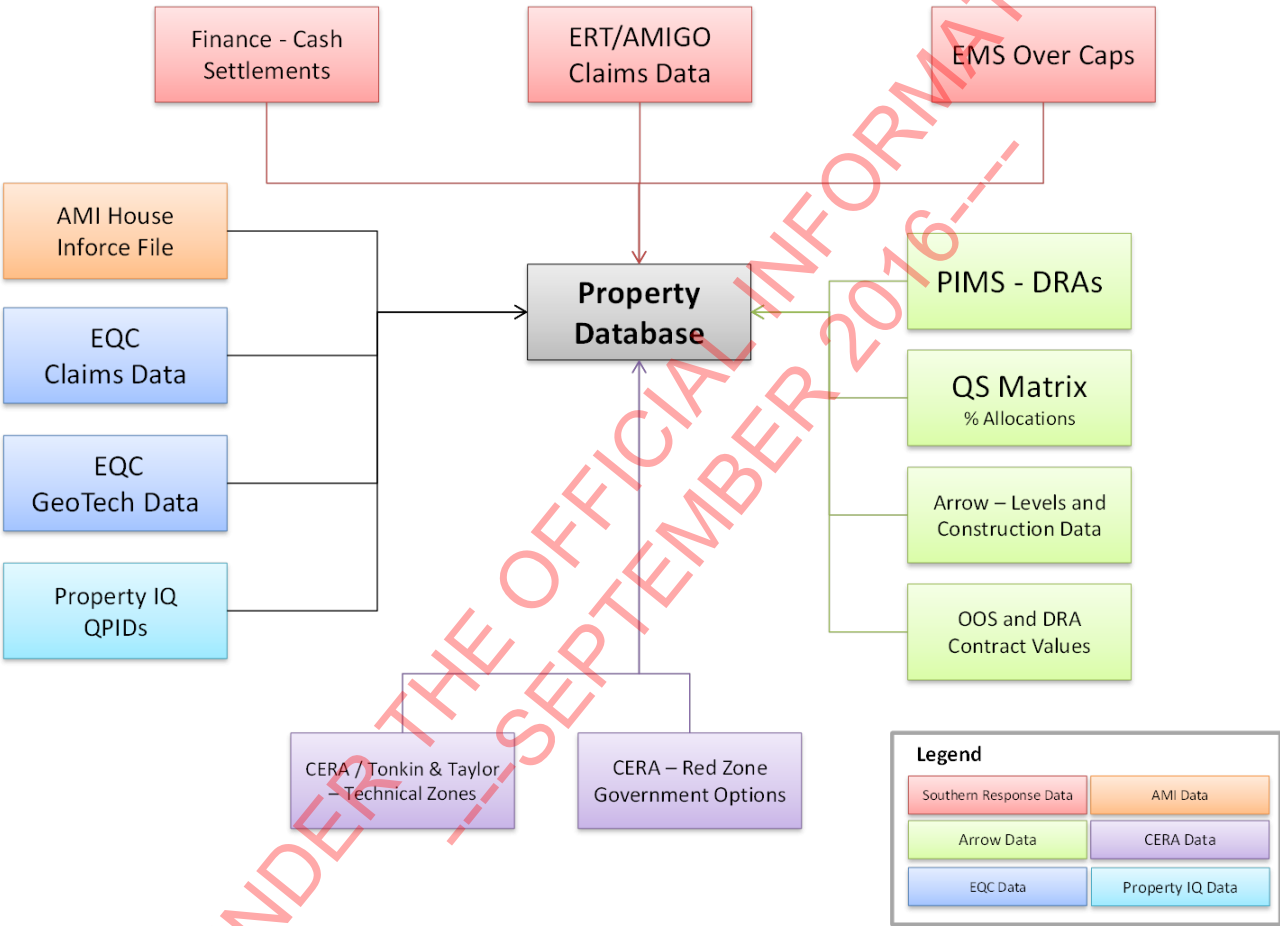 Finance - Cash
Settlements
ERT/AMIGO
Claims Data
EMS Over Caps
AMI House
Inforce File
EQC
Claims Data
EQC
GeoTech Data
Property IQ
QPIDs
Property
Database
PIMS - DRAs
QS Matrix
% Allocations
Arrow – Levels and
Construction Data
OOS and DRA
Contract Values
CERA / Tonkin & Taylor
– Technical Zones
CERA – Red Zone
Government Options
Legend
Southern Response Data
AMI Data
Arrow Data
CERA Data
EQC Data
Property IQ Data
THE OFFICIAL
----SEPTEMBER 2016----